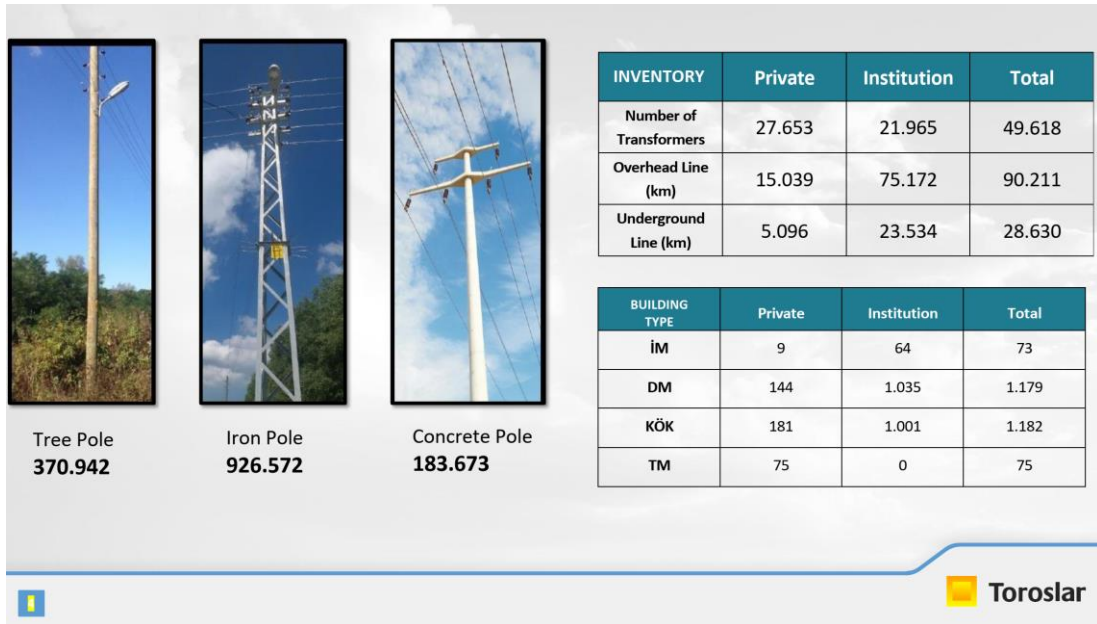 Tree Pole
370.942
Iron Pole
926.572
Concrete Pole
183.673
INVENTORY Private Institution Total
Number of
Transformers 27.653 21.965 49.618
Overhead Line
(km) 15.039 75.172 90.211
Underground
Line (km) 5.096 23.534 28.630
BUILDING
TYPE Private Institution Total
İM 9 64 73
DM 144 1.035 1.179
KÖK 181 1.001 1.182
TM 75 0 75
Toroslar